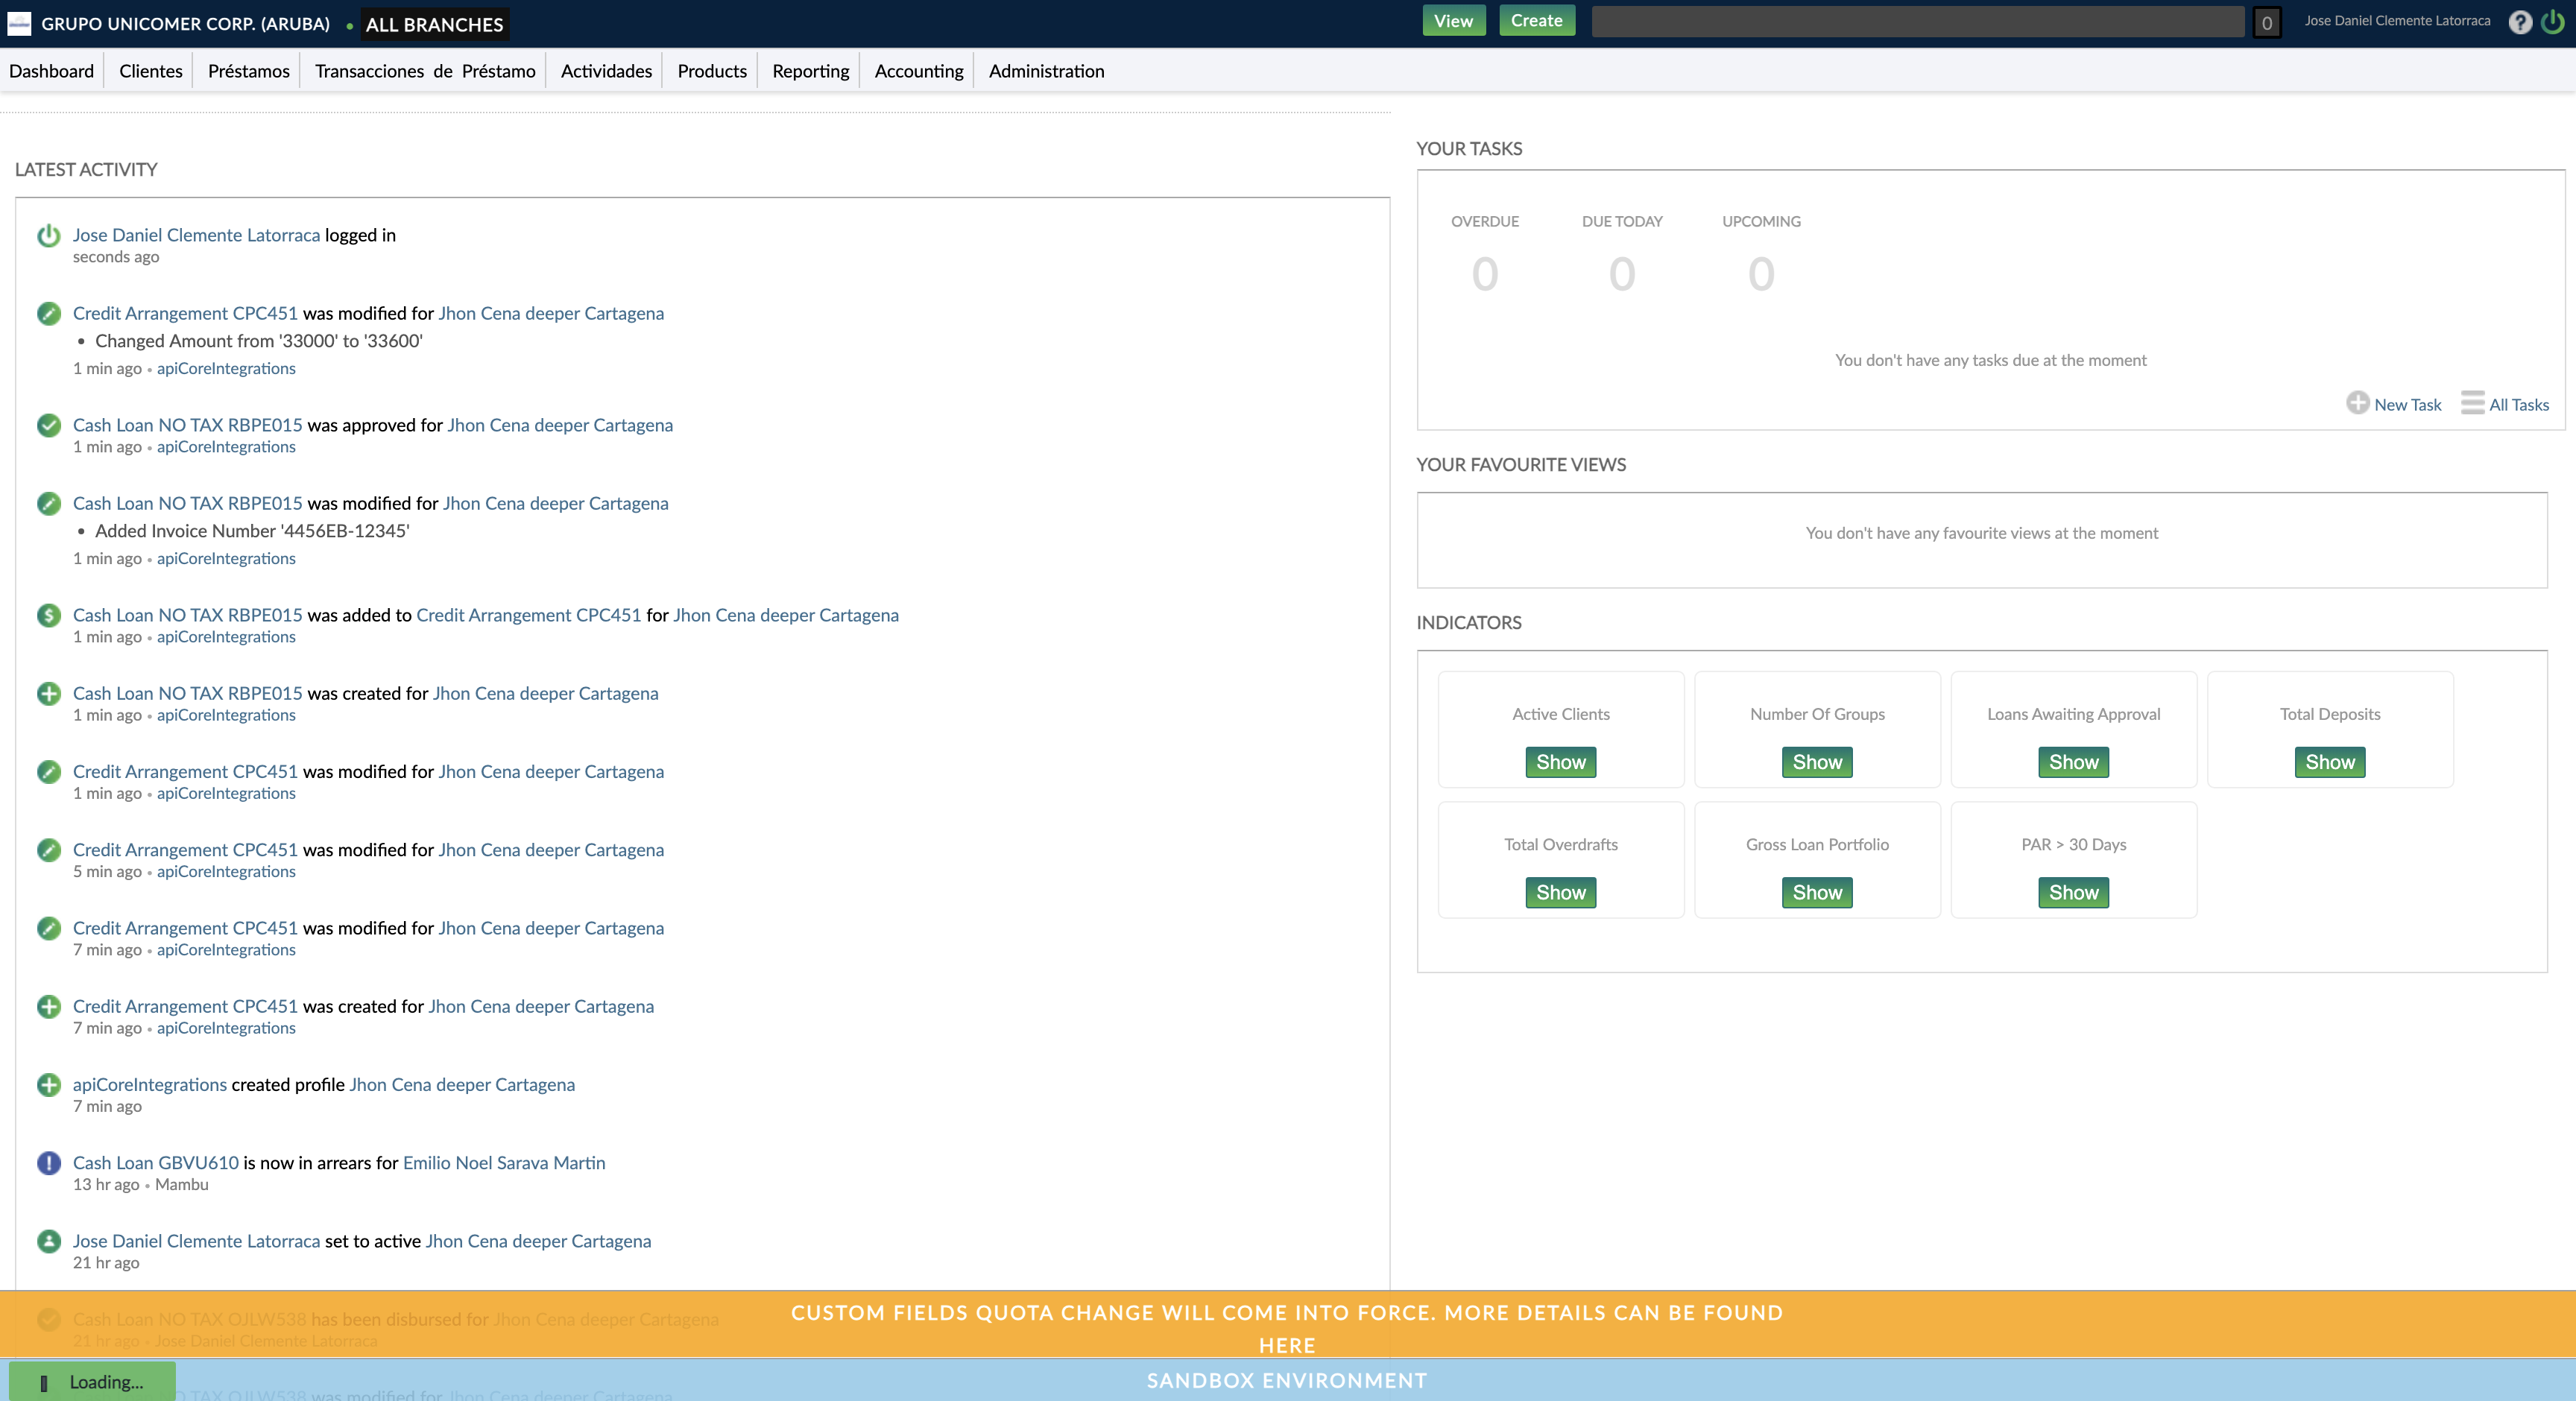 GRUPO UNICOMER CORP. (ARUBA) • ALL BRANCHES
View Create 0 Jose Daniel Clemente Latorraca ?
Dashboard Clientes Préstamos Transacciones de Préstamo Actividades Products Reporting Accounting Administration
LATEST ACTIVITY
Jose Daniel Clemente Latorraca logged in
seconds ago
Credit Arrangement CPC451 was modified for Jhon Cena deeper Cartagena
• Changed Amount from '33000' to '33600'
1 min ago • apiCoreIntegrations
Cash Loan NO TAX RBPE015 was approved for Jhon Cena deeper Cartagena
1 min ago • apiCoreIntegrations
Cash Loan NO TAX RBPE015 was modified for Jhon Cena deeper Cartagena
• Added Invoice Number '4456EB-12345'
1 min ago • apiCoreIntegrations
Cash Loan NO TAX RBPE015 was added to Credit Arrangement CPC451 for Jhon Cena deeper Cartagena
1 min ago • apiCoreIntegrations
Cash Loan NO TAX RBPE015 was created for Jhon Cena deeper Cartagena
1 min ago • apiCoreIntegrations
Credit Arrangement CPC451 was modified for Jhon Cena deeper Cartagena
1 min ago • apiCoreIntegrations
Credit Arrangement CPC451 was modified for Jhon Cena deeper Cartagena
5 min ago • apiCoreIntegrations
Credit Arrangement CPC451 was modified for Jhon Cena deeper Cartagena
7 min ago • apiCoreIntegrations
Credit Arrangement CPC451 was created for Jhon Cena deeper Cartagena
7 min ago • apiCoreIntegrations
apiCoreIntegrations created profile Jhon Cena deeper Cartagena
7 min ago
Cash Loan GBVU610 is now in arrears for Emilio Noel Sarava Martin
13 hr ago • Mambu
Jose Daniel Clemente Latorraca set to active Jhon Cena deeper Cartagena
21 hr ago
Cash Loan NO TAX OJLW538 has been disbursed for Jhon Cena deeper Cartagena
21 hr ago • Jose Daniel Clemente Latorraca
O TAX OJLW538 was modified for Jhon Cena deeper Cartagena
YOUR TASKS
OVERDUE DUE TODAY UPCOMING
0 0 0
You don't have any tasks due at the moment
New Task All Tasks
YOUR FAVOURITE VIEWS
You don't have any favourite views at the moment
INDICATORS
Active Clients Number Of Groups Loans Awaiting Approval Total Deposits
Show Show Show Show
Total Overdrafts Gross Loan Portfolio PAR > 30 Days
Show Show Show
CUSTOM FIELDS QUOTA CHANGE WILL COME INTO FORCE. MORE DETAILS CAN BE FOUND
HERE
Loading...
SANDBOX ENVIRONMENT